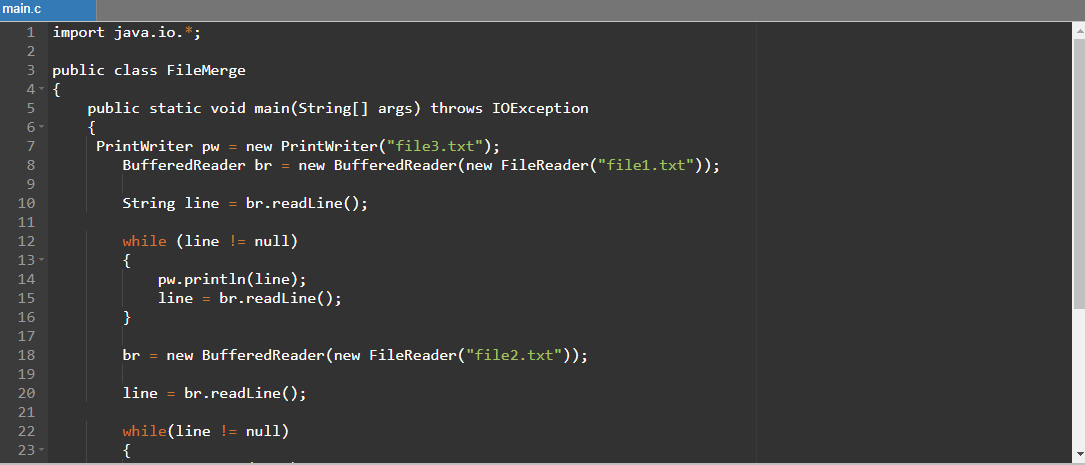 main.c
1 import java.io.*;
2
3 public class FileMerge
4 {
5 public static void main(String[] args) throws IOException
6 {
7 PrintWriter pw = new PrintWriter("file3.txt");
8 BufferedReader br = new BufferedReader(new FileReader("file1.txt"));
9
10 String line = br.readLine();
11
12 while (line != null)
13 {
14 pw.println(line);
15 line = br.readLine();
16 }
17
18 br = new BufferedReader(new FileReader("file2.txt"));
19
20 line = br.readLine();
21
22 while(line != null)
23 {